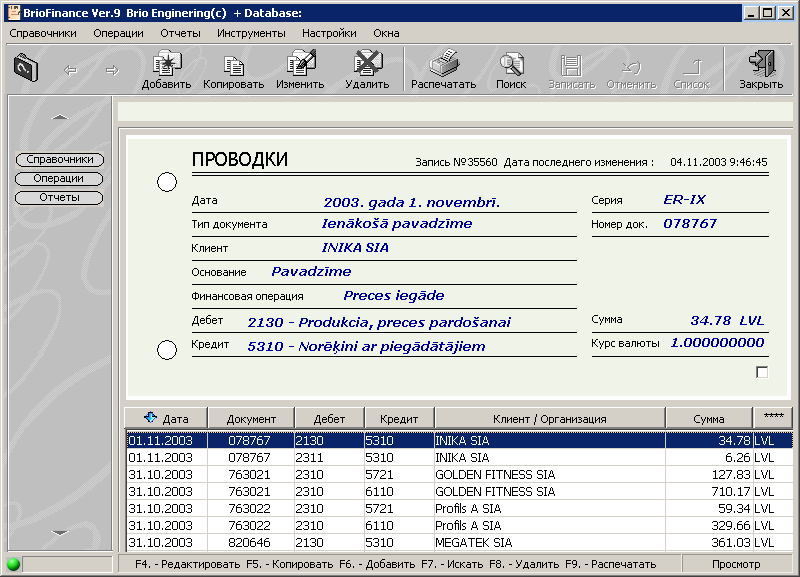 BrioFinance Ver.9 Brio Enginering(c) + Database:
Справочники Операции Отчеты Инструменты Настройки Окна
Добавить Копировать Изменить Удалить Распечатать Поиск Записать Отменить Список Закрыть
Справочники
Операции
Отчеты
ПРОВОДКИ Запись №35560 Дата последнего изменения : 04.11.2003 9:46:45
Дата 2003. gada 1. novembrī. Серия ER-IX
Тип документа Ienākošā pavadzīme Номер док. 078767
Клиент INIKA SIA
Основание Pavadzīme
Финансовая операция Preces iegāde
Дебет 2130 - Produkcia, preces pardošanai Сумма 34.78 LVL
Кредит 5310 - Norēķini ar piegādātājiem Курс валюты 1.000000000
Дата Документ Дебет Кредит Клиент / Организация Сумма ****
01.11.2003 078767 2130 5310 INIKA SIA 34.78 LVL
01.11.2003 078767 2311 5310 INIKA SIA 6.26 LVL
31.10.2003 763021 2310 5721 GOLDEN FITNESS SIA 127.83 LVL
31.10.2003 763021 2310 6110 GOLDEN FITNESS SIA 710.17 LVL
31.10.2003 763022 2310 5721 Profils A SIA 59.34 LVL
31.10.2003 763022 2310 6110 Profils A SIA 329.66 LVL
31.10.2003 820646 2130 5310 MEGATEK SIA 361.03 LVL
F4. - Редактировать F5. - Копировать F6. - Добавить F7. - Искать F8. - Удалить F9. - Распечатать Просмотр